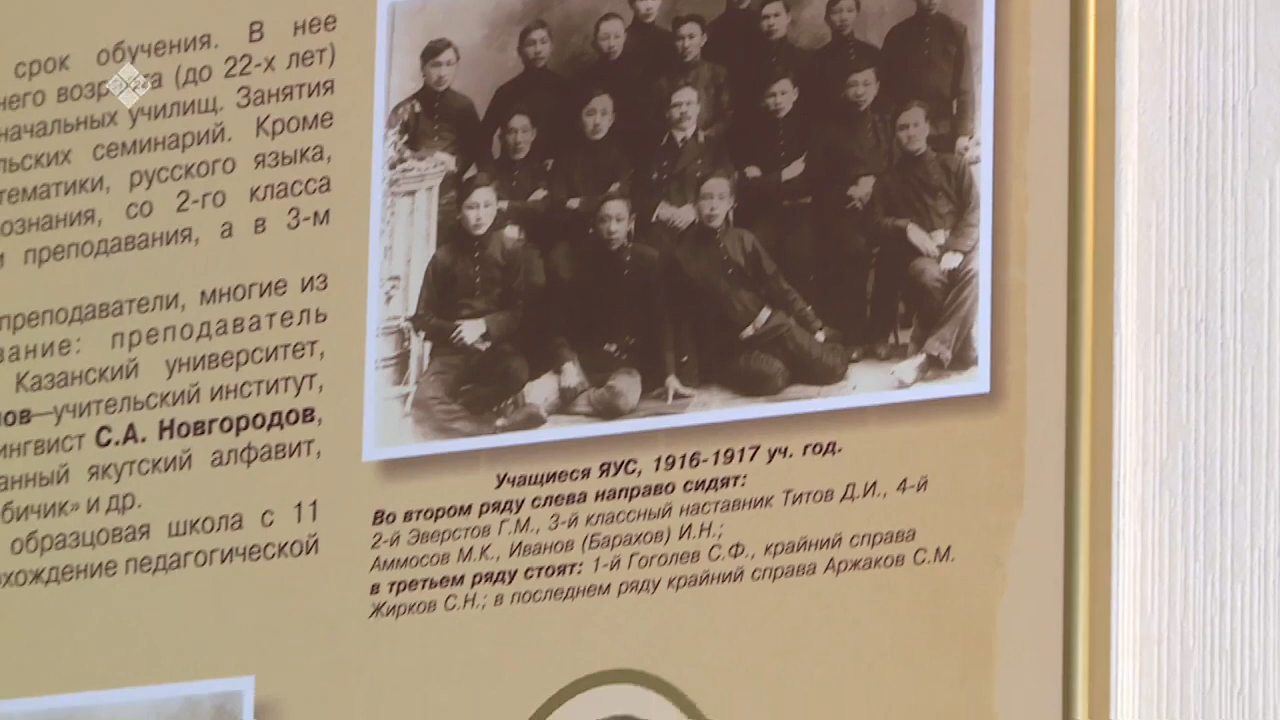 срок обучения. В нее
него возраста (до 22-х лет)
начальных училищ. Занятия
льских семинарий. Кроме
тематики, русского языка,
ознания, со 2-го класса
и преподавания, а в 3-м
преподаватели, многие из
вание: преподаватель
Казанский университет,
ов—учительский институт,
ингвист С.А. Новгородов,
анный якутский алфавит,
бичик» и др.
образцовая школа с 11
охождение педагогической
Учащиеся ЯУС, 1916-1917 уч. год.
Во втором ряду слева направо сидят:
2-й Эверстов Г.М., 3-й классный наставник Титов Д.И., 4-й
Аммосов М.К., Иванов (Барахов) И.Н.;
в третьем ряду стоят: 1-й Гоголев С.Ф., крайний справа
Жирков С.Н.; в последнем ряду крайний справа Аржаков С.М.